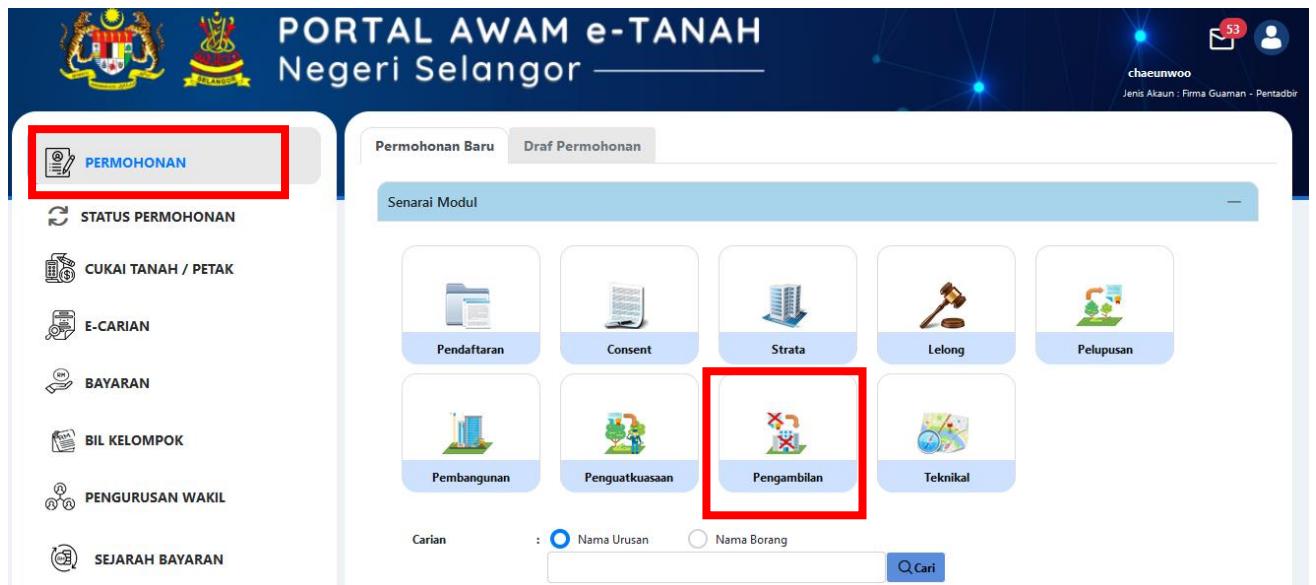 PORTAL AWAM e-TANAH
Negeri Selangor
53
chaeunwoo
Jenis Akaun : Firma Guaman - Pentadbir
PERMOHONAN
STATUS PERMOHONAN
CUKAI TANAH / PETAK
E-CARIAN
BAYARAN
BIL KELOMPOK
PENGURUSAN WAKIL
SEJARAH BAYARAN
Permohonan Baru Draf Permohonan
Senarai Modul
Pendaftaran Consent Strata Lelong Pelupusan
Pembangunan Penguatkuasaan Pengambilan Teknikal
Carian : Nama Urusan Nama Borang
Cari